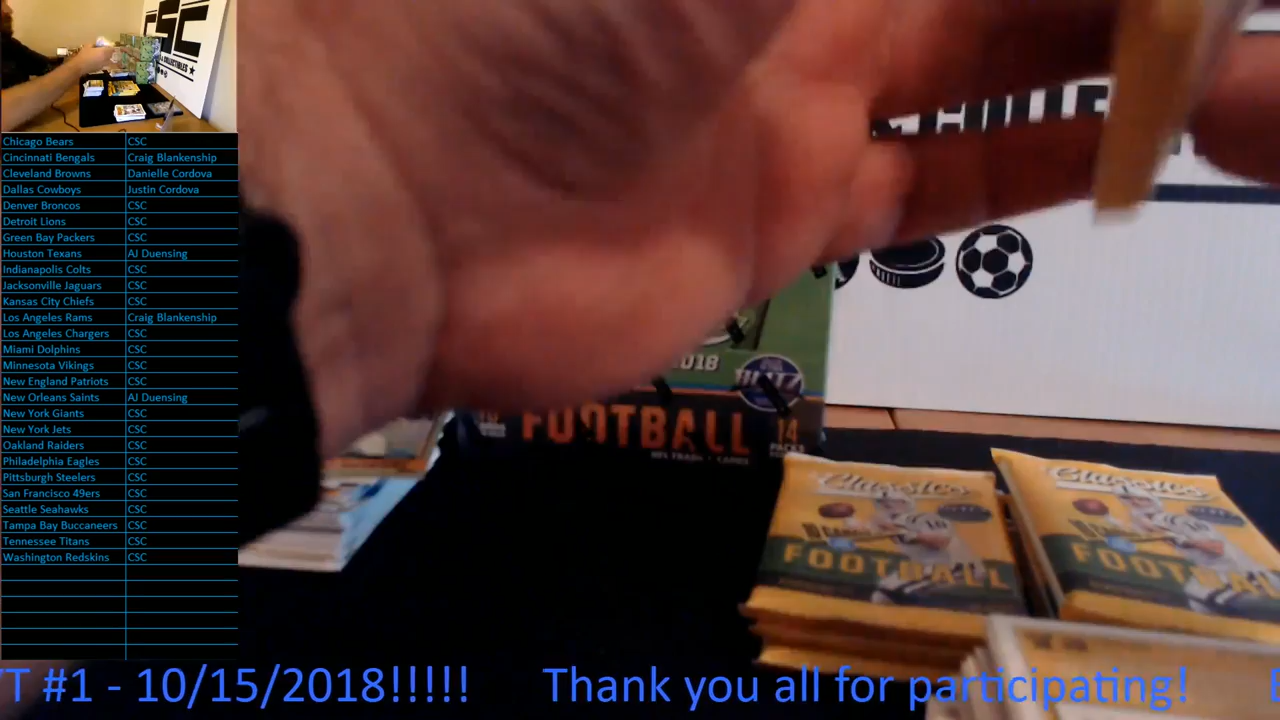 CSC
COLLECTIBLES
Chicago Bears CSC
Cincinnati Bengals Craig Blankenship
Cleveland Browns Danielle Cordova
Dallas Cowboys Justin Cordova
Denver Broncos CSC
Detroit Lions CSC
Green Bay Packers CSC
Houston Texans AJ Duensing
Indianapolis Colts CSC
Jacksonville Jaguars CSC
Kansas City Chiefs CSC
Los Angeles Rams Craig Blankenship
Los Angeles Chargers CSC
Miami Dolphins CSC
Minnesota Vikings CSC
New England Patriots CSC
New Orleans Saints AJ Duensing
New York Giants CSC
New York Jets CSC
Oakland Raiders CSC
Philadelphia Eagles CSC
Pittsburgh Steelers CSC
San Francisco 49ers CSC
Seattle Seahawks CSC
Tampa Bay Buccaneers CSC
Tennessee Titans CSC
Washington Redskins CSC
2018
BLITZ
FOOTBALL
14
PACKS
Classics
FOOTBALL
Classics
FOOTBALL
T #1 - 10/15/2018!!!!! Thank you all for participating!